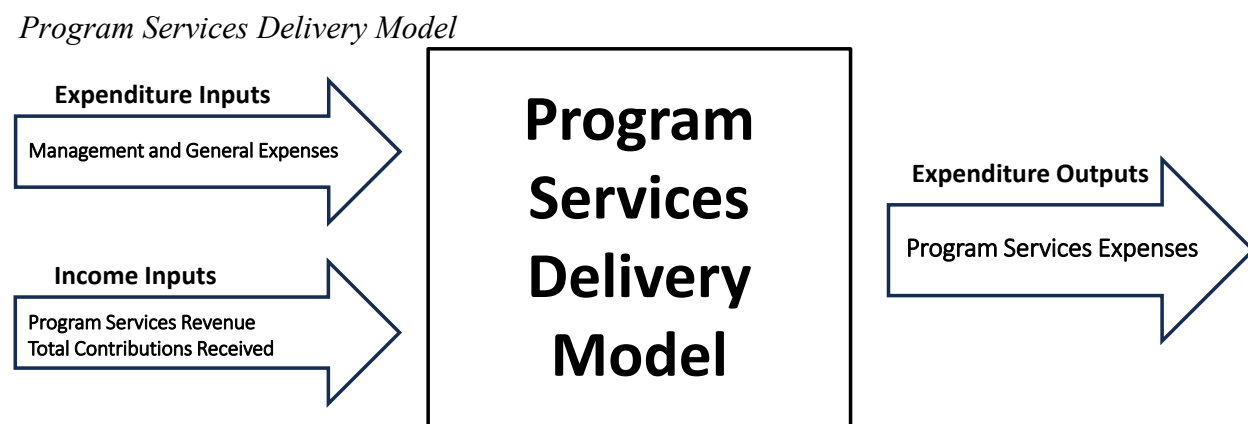 Program Services Delivery Model
Expenditure Inputs
Management and General Expenses
Income Inputs
Program Services Revenue
Total Contributions Received
Program
Services
Delivery
Model
Expenditure Outputs
Program Services Expenses